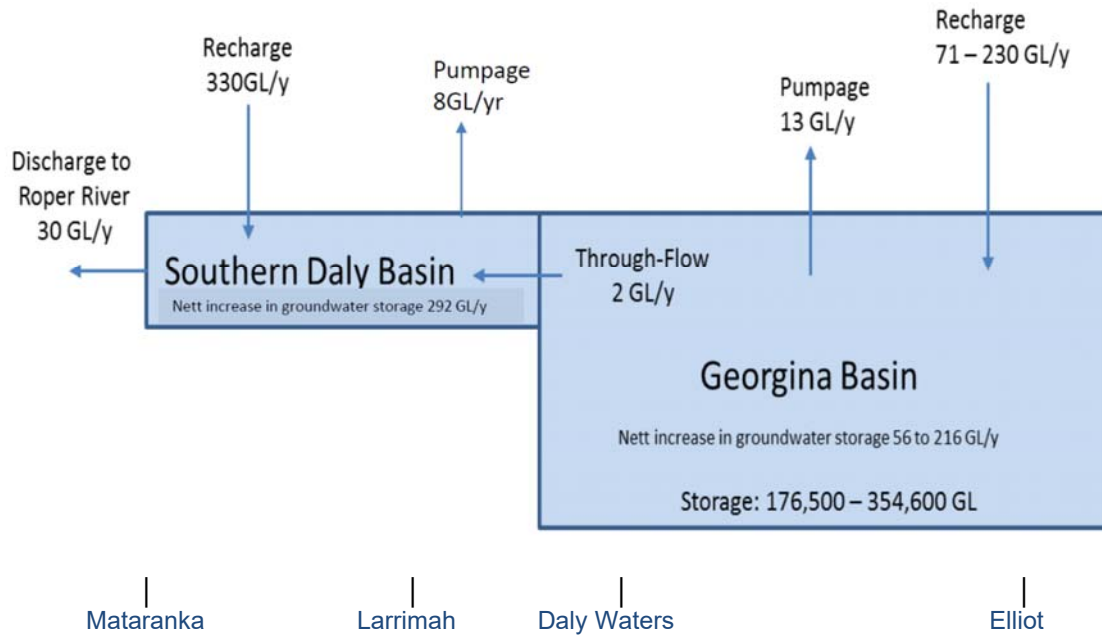 Recharge
330GL/y
Pumpage
8GL/yr
Pumpage
13 GL/y
Recharge
71 – 230 GL/y
Discharge to
Roper River
30 GL/y
Southern Daly Basin
Nett increase in groundwater storage 292 GL/y
Through-Flow
2 GL/y
Georgina Basin
Nett increase in groundwater storage 56 to 216 GL/y
Storage: 176,500 – 354,600 GL
Mataranka
Larrimah
Daly Waters
Elliot